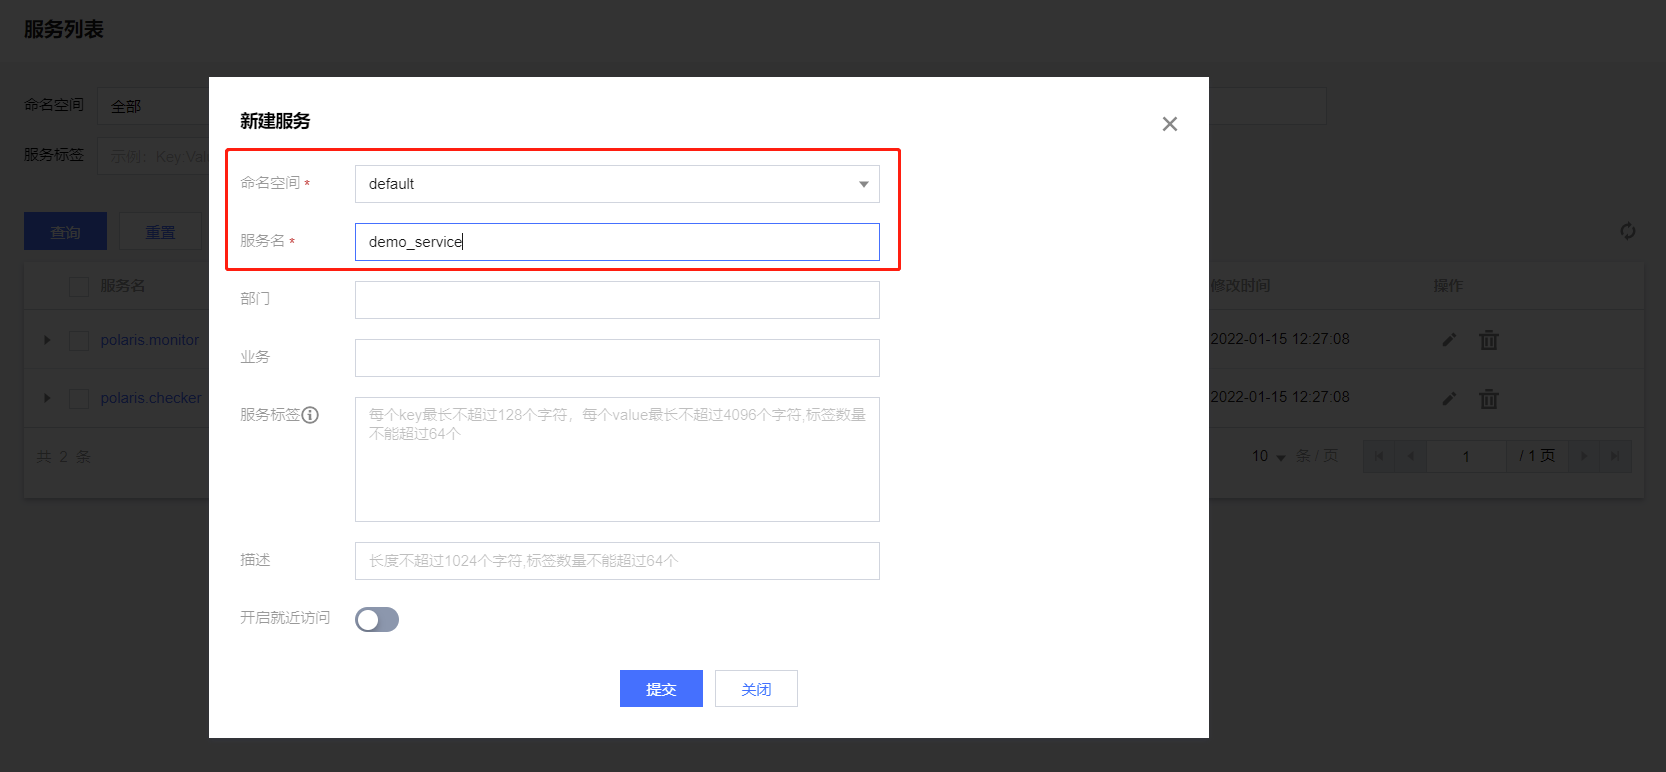 服务列表
命名空间 全部
服务标签 示例：Key:Val
查询 重置
服务名 修改时间 操作
polaris.monitor 2022-01-15 12:27:08
polaris.checker 2022-01-15 12:27:08
共 2 条 10 条 / 页 1 / 1 页
新建服务
命名空间 * default
服务名 * demo_service
部门
业务
服务标签 每个key最长不超过128个字符，每个value最长不超过4096个字符,标签数量
不能超过64个
描述 长度不超过1024个字符,标签数量不能超过64个
开启就近访问
提交 关闭